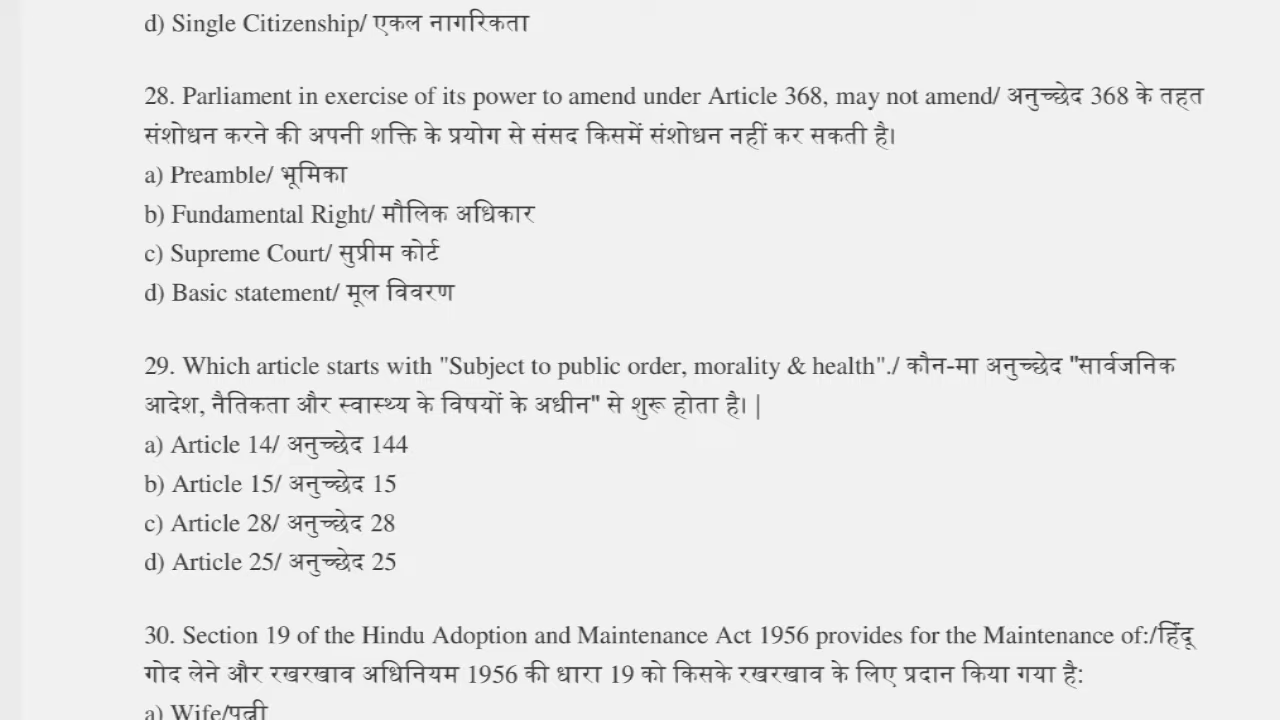 d) Single Citizenship/ एकल नागरिकता
28. Parliament in exercise of its power to amend under Article 368, may not amend/ अनुच्छेद 368 के तहत
संशोधन करने की अपनी शक्ति के प्रयोग से संसद किसमें संशोधन नहीं कर सकती है।
a) Preamble/ भूमिका
b) Fundamental Right/ मौलिक अधिकार
c) Supreme Court/ सुप्रीम कोर्ट
d) Basic statement/ मूल विवरण
29. Which article starts with "Subject to public order, morality & health"./ कौन-मा अनुच्छेद "सार्वजनिक
आदेश, नैतिकता और स्वास्थ्य के विषयों के अधीन" से शुरू होता है। |
a) Article 14/ अनुच्छेद 144
b) Article 15/ अनुच्छेद 15
c) Article 28/ अनुच्छेद 28
d) Article 25/ अनुच्छेद 25
30. Section 19 of the Hindu Adoption and Maintenance Act 1956 provides for the Maintenance of:/हिंदू
गोद लेने और रखरखाव अधिनियम 1956 की धारा 19 को किसके रखरखाव के लिए प्रदान किया गया है:
a) Wife/पत्नी